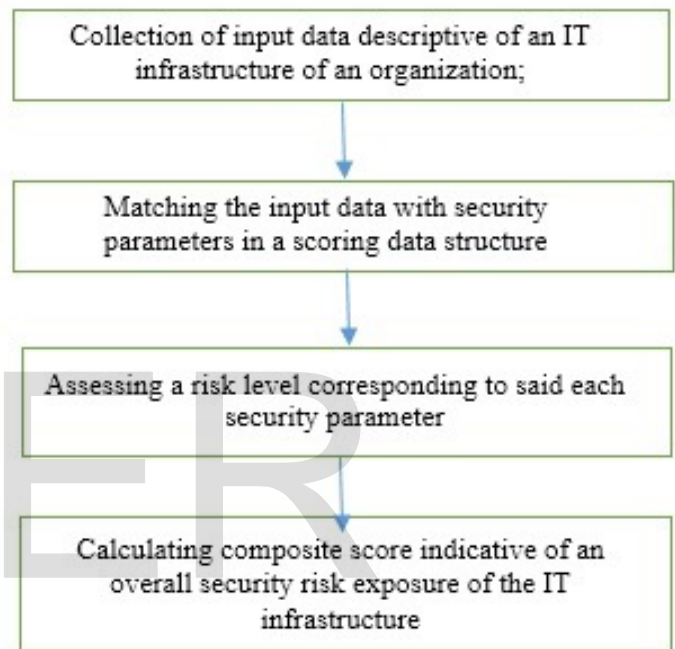 Collection of input data descriptive of an IT
infrastructure of an organization;
Matching the input data with security
parameters in a scoring data structure
Assessing a risk level corresponding to said each
security parameter
Calculating composite score indicative of an
overall security risk exposure of the IT
infrastructure
ER